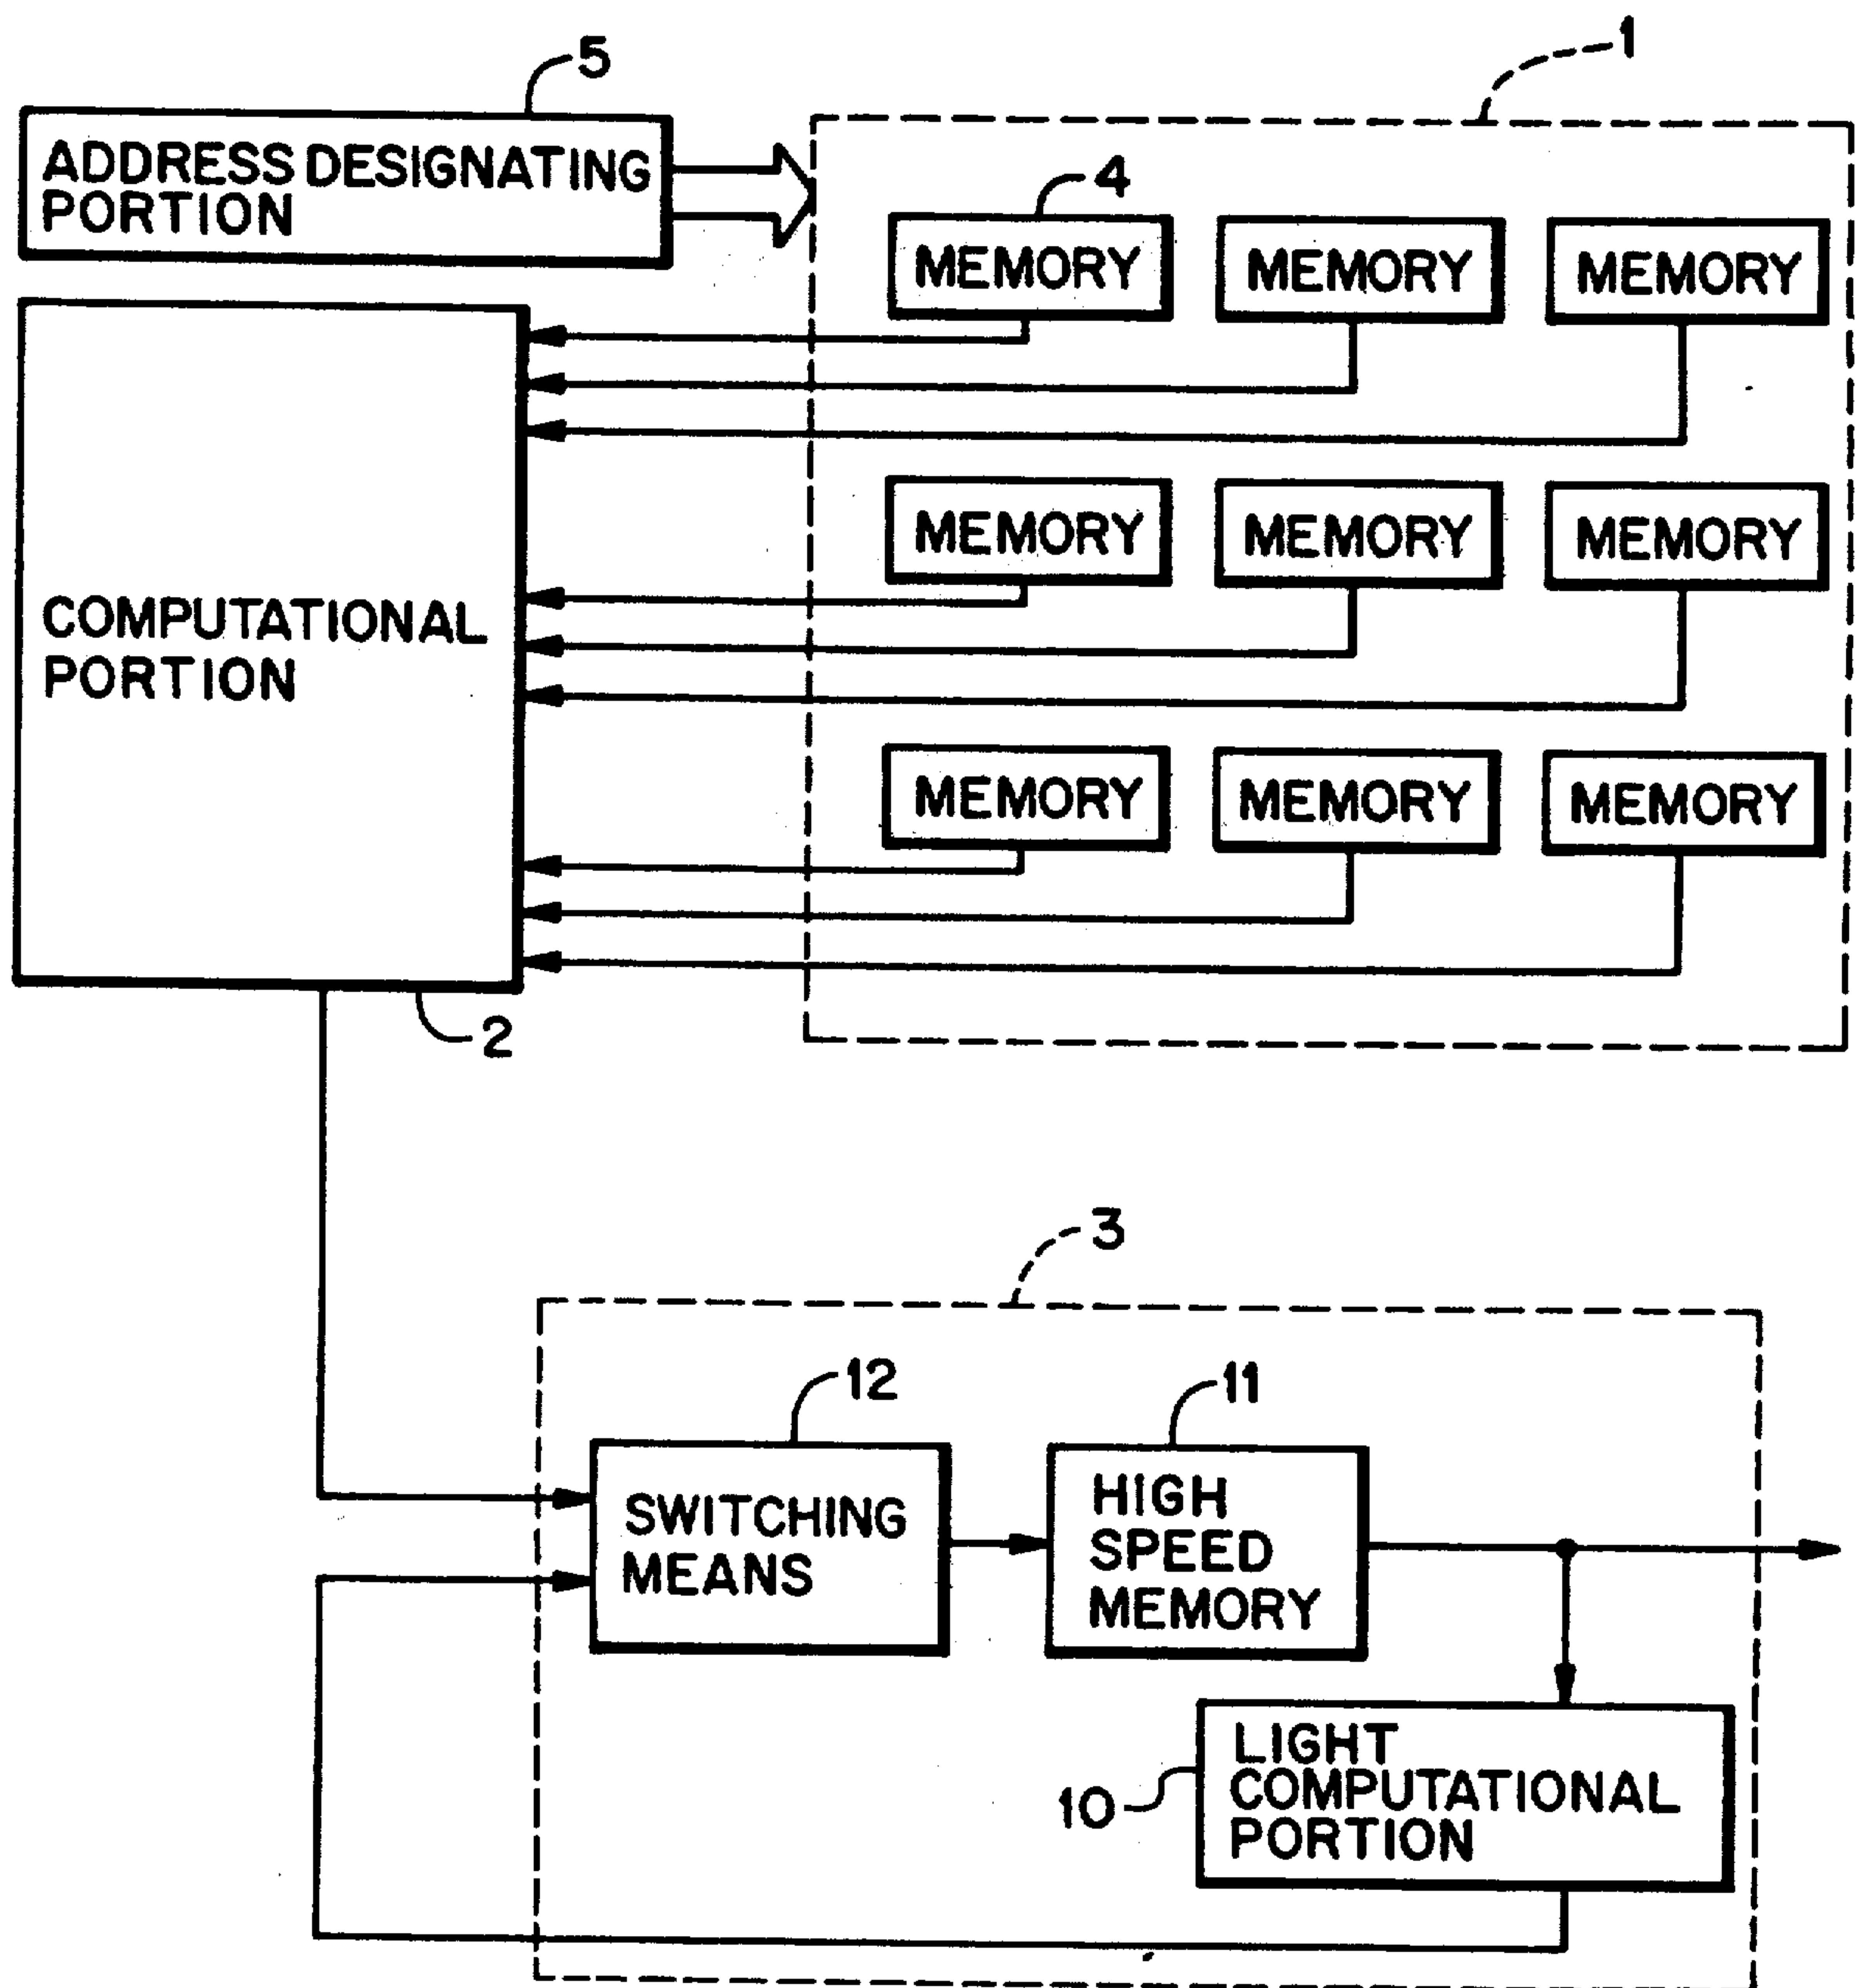 1
5
ADDRESS DESIGNATING
PORTION
4
MEMORY MEMORY MEMORY
MEMORY MEMORY MEMORY
COMPUTATIONAL
PORTION
MEMORY MEMORY MEMORY
2
3
12
11
SWITCHING
MEANS
HIGH
SPEED
MEMORY
LIGHT
COMPUTATIONAL
PORTION
10